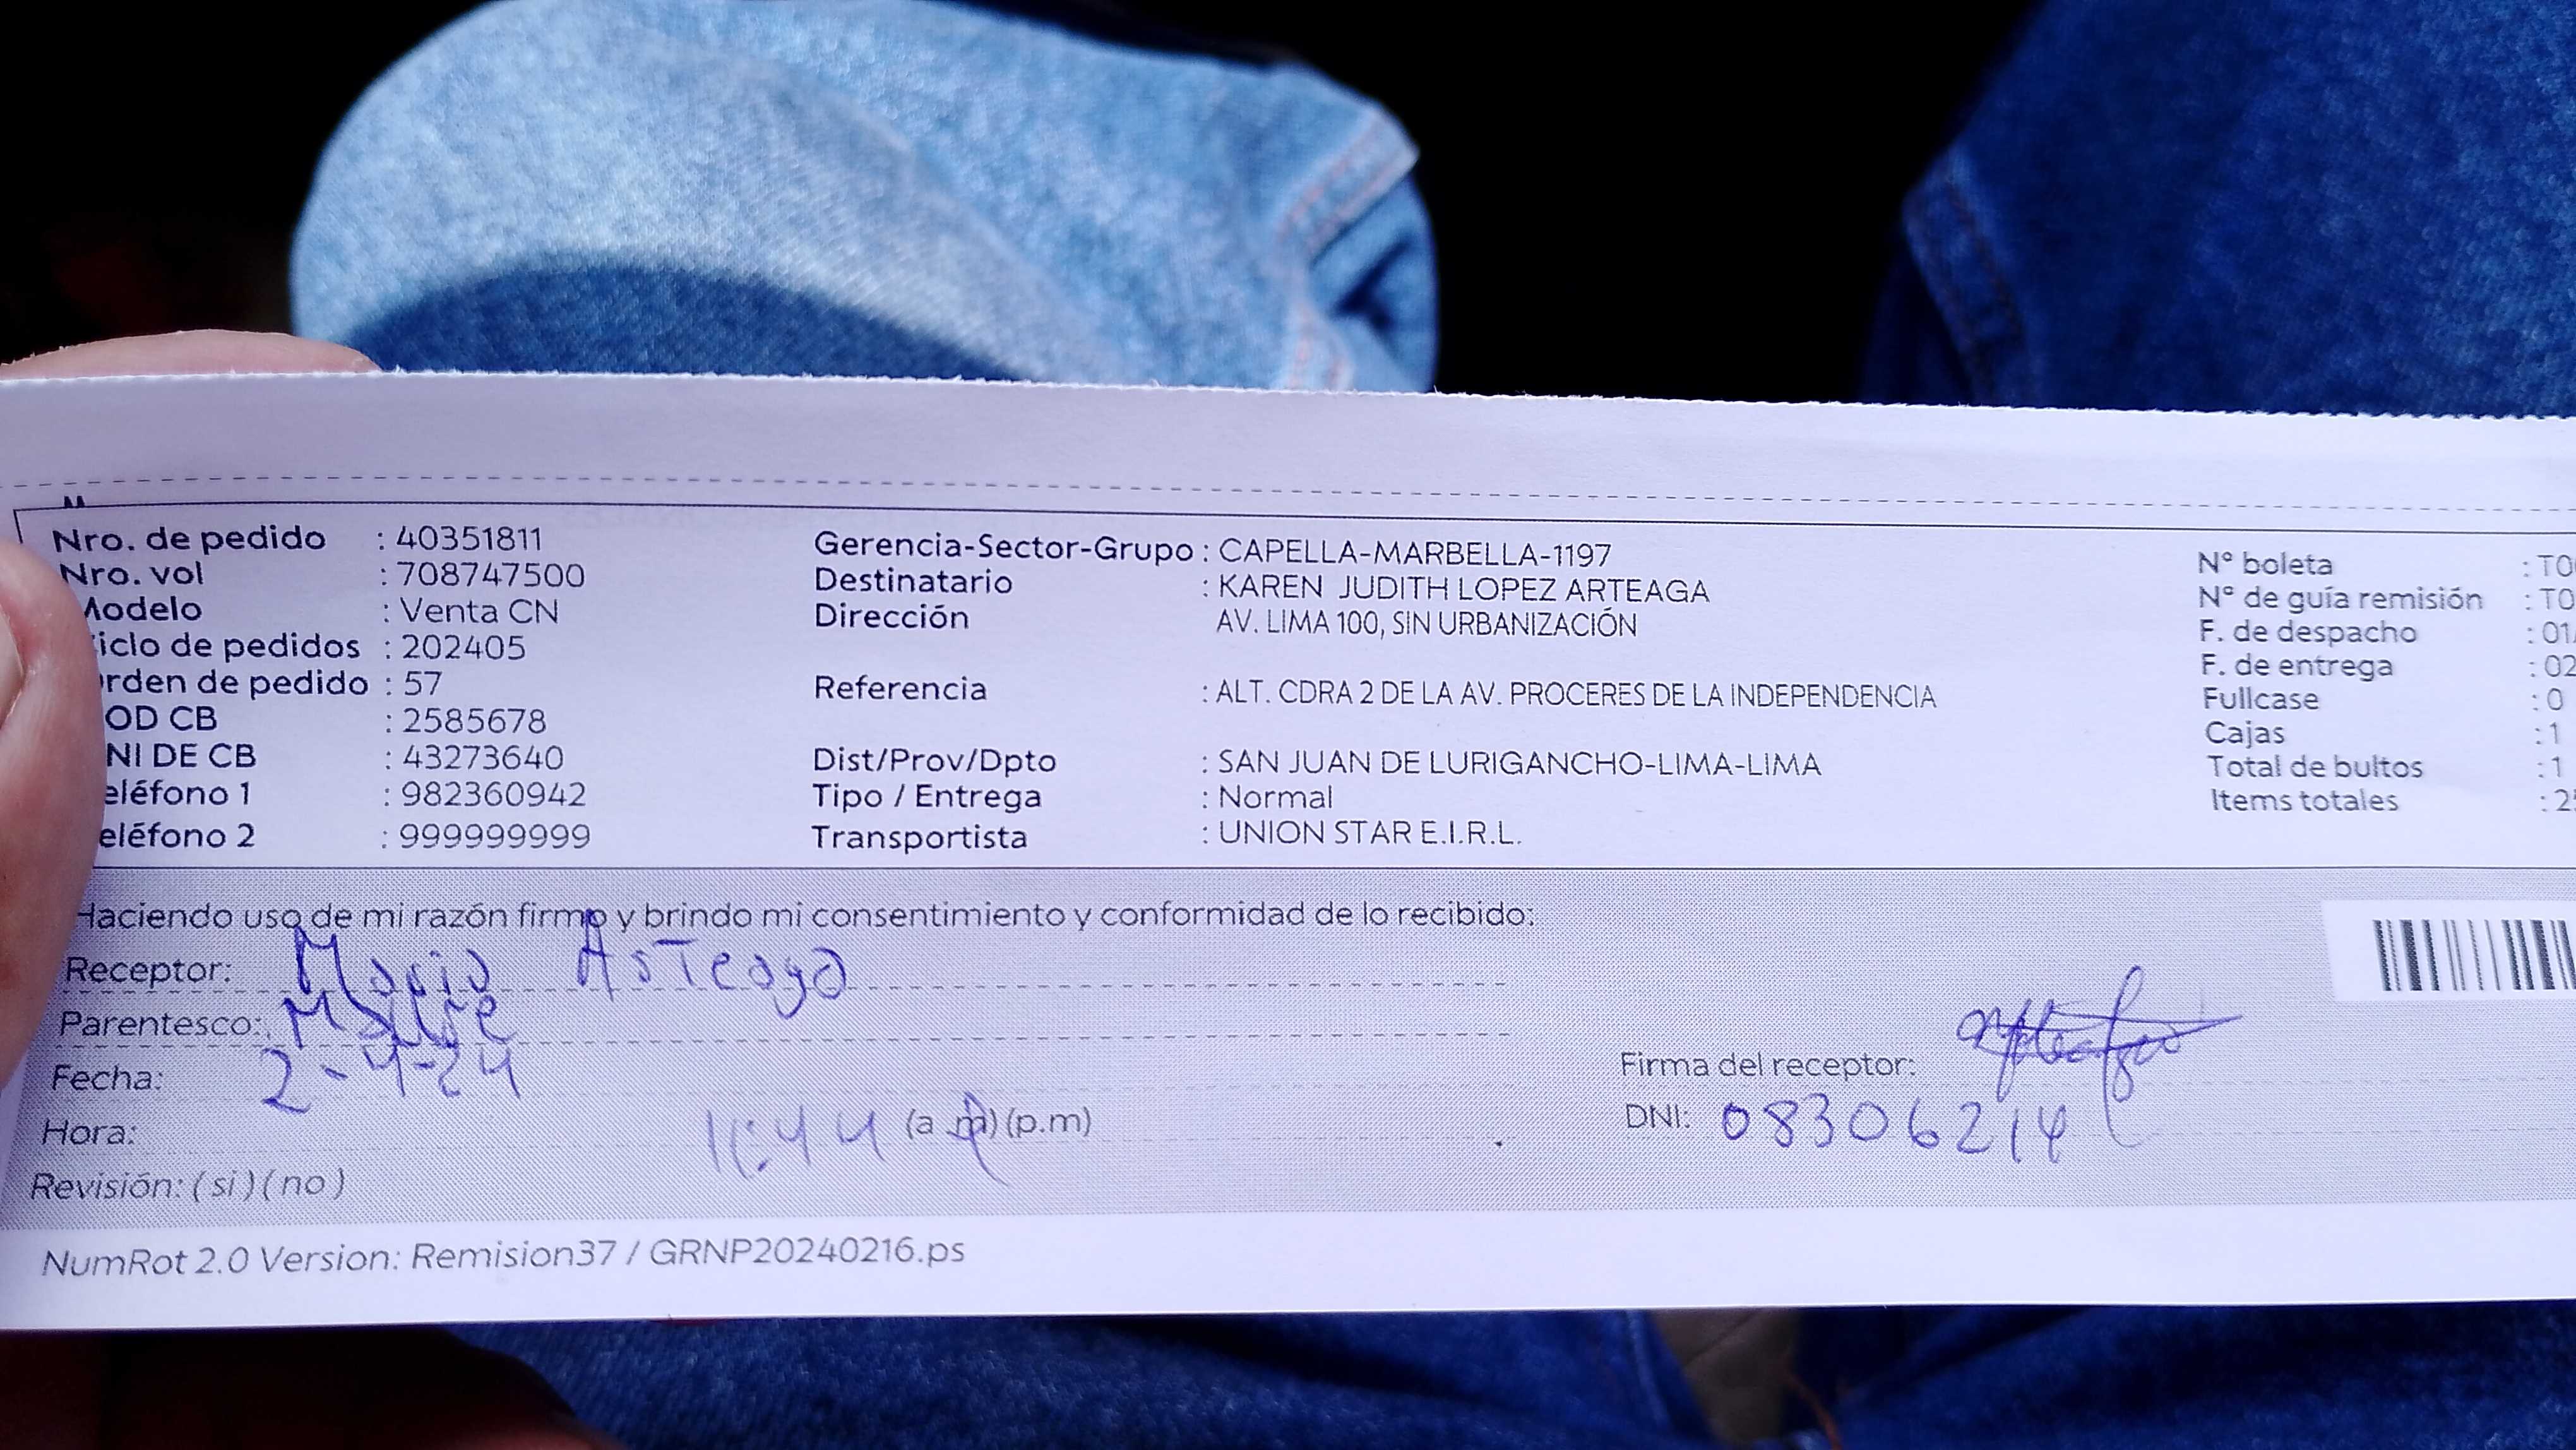 Nro. de pedido : 40351811
Nro. vol : 708747500
Modelo : Venta CN
iclo de pedidos : 202405
rden de pedido : 57
OD CB : 2585678
NI DE CB : 43273640
eléfono 1 : 982360942
eléfono 2 : 999999999
Gerencia-Sector-Grupo : CAPELLA-MARBELLA-1197
Destinatario : KAREN JUDITH LOPEZ ARTEAGA
Dirección AV. LIMA 100, SIN URBANIZACIÓN
Referencia : ALT. CDRA 2 DE LA AV. PROCERES DE LA INDEPENDENCIA
Dist/Prov/Dpto : SAN JUAN DE LURIGANCHO-LIMA-LIMA
Tipo / Entrega : Normal
Transportista : UNION STAR E.I.R.L.
N° boleta : T0
N° de guía remisión : T0
F. de despacho : 01
F. de entrega : 02
Fullcase : 0
Cajas : 1
Total de bultos : 1
Items totales : 2
Haciendo uso de mi razón firmo y brindo mi consentimiento y conformidad de lo recibido:
Receptor: Maria Arteaga
Parentesco: Madre
Fecha: 2-4-24
Hora: 11:44 (a.m) (p.m)
Revisión: (si) (no)
Firma del receptor:
DNI: 08306214
NumRot 2.0 Version: Remision37 / GRNP20240216.ps